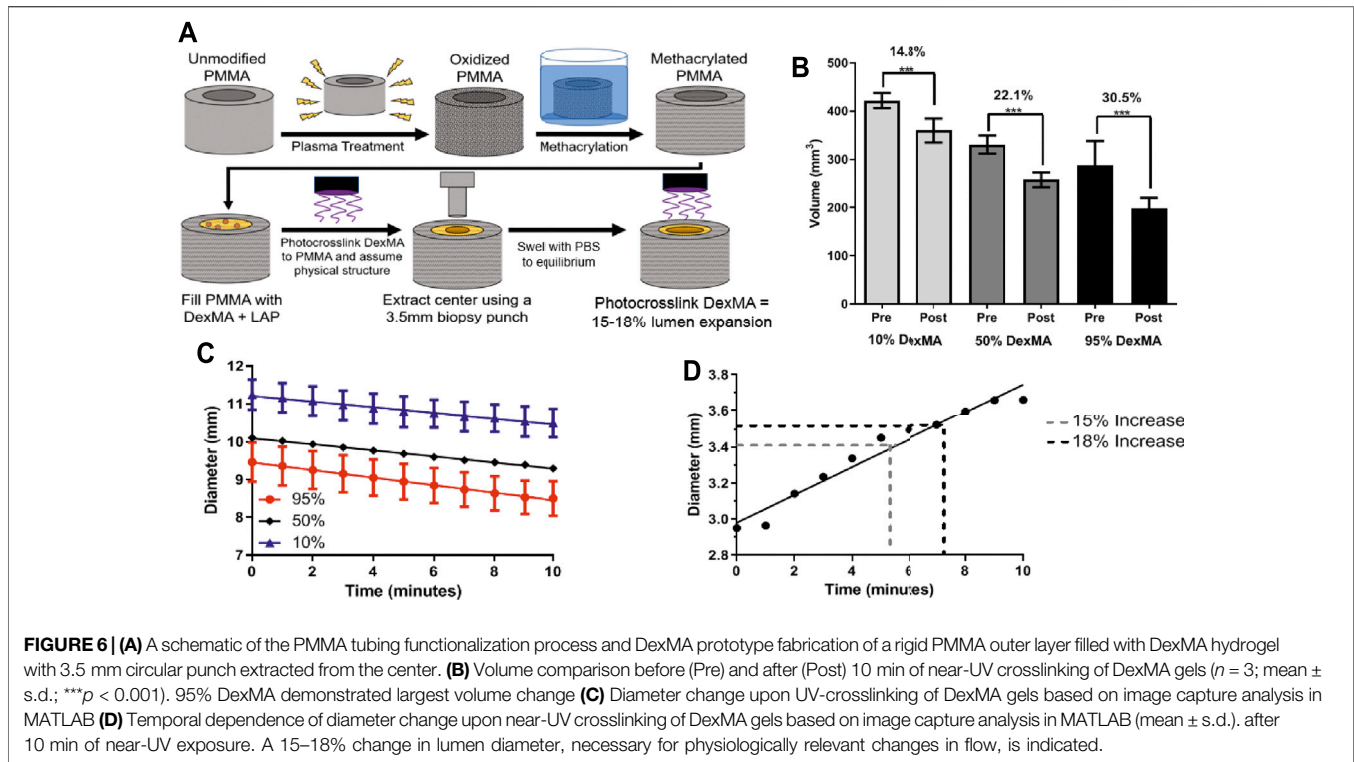 A
Unmodified
PMMA
Oxidized
PMMA
Methacrylated
PMMA
Plasma Treatment
Methacrylation
Photocrosslink DexMA
to PMMA and assume
physical structure
Swel with PBS
to equilibrium
Fill PMMA with
DexMA + LAP
Extract center using a
3.5mm biopsy punch
Photocrosslink DexMA =
15-18% lumen expansion
B
14.8%
***
22.1%
***
30.5%
***
Volume (mm³)
500
400
300
200
100
0
Pre Post Pre Post Pre Post
10% DexMA 50% DexMA 95% DexMA
C
Diameter (mm)
12
11
10
9
8
7
95%
50%
10%
0 2 4 6 8 10
Time (minutes)
D
Diameter (mm)
3.8
3.6
3.4
3.2
3.0
2.8
15% Increase
18% Increase
0 2 4 6 8 10
Time (minutes)
FIGURE 6 | (A) A schematic of the PMMA tubing functionalization process and DexMA prototype fabrication of a rigid PMMA outer layer filled with DexMA hydrogel
with 3.5 mm circular punch extracted from the center. (B) Volume comparison before (Pre) and after (Post) 10 min of near-UV crosslinking of DexMA gels (n = 3; mean ±
s.d.; ***p < 0.001). 95% DexMA demonstrated largest volume change (C) Diameter change upon UV-crosslinking of DexMA gels based on image capture analysis in
MATLAB (D) Temporal dependence of diameter change upon near-UV crosslinking of DexMA gels based on image capture analysis in MATLAB (mean ± s.d.). after
10 min of near-UV exposure. A 15–18% change in lumen diameter, necessary for physiologically relevant changes in flow, is indicated.